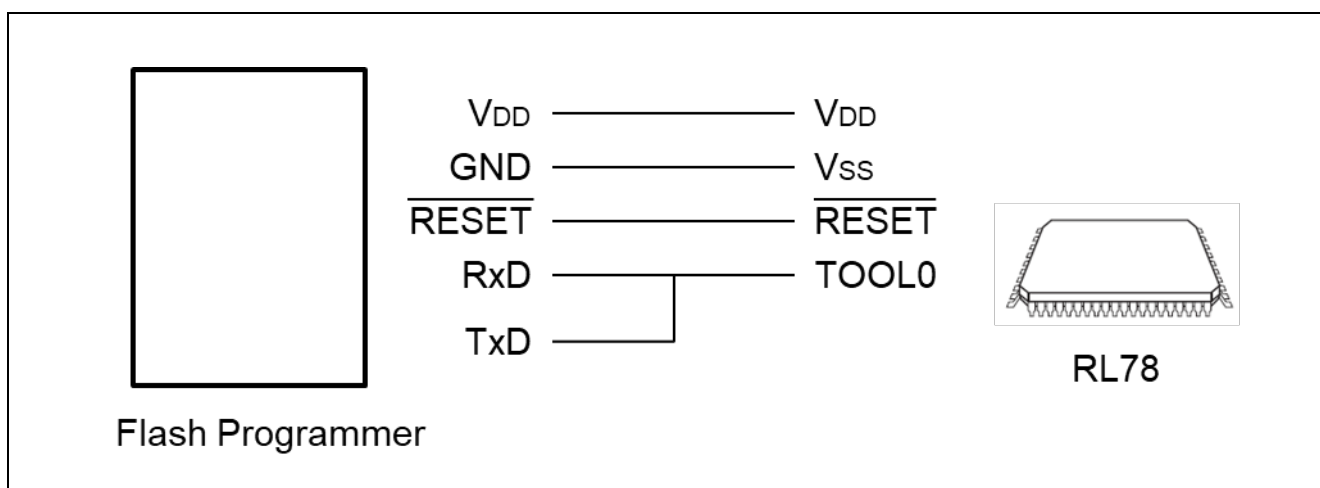 VDD VDD
GND VSS
RESET RESET
RxD TOOL0
TxD
RL78
Flash Programmer